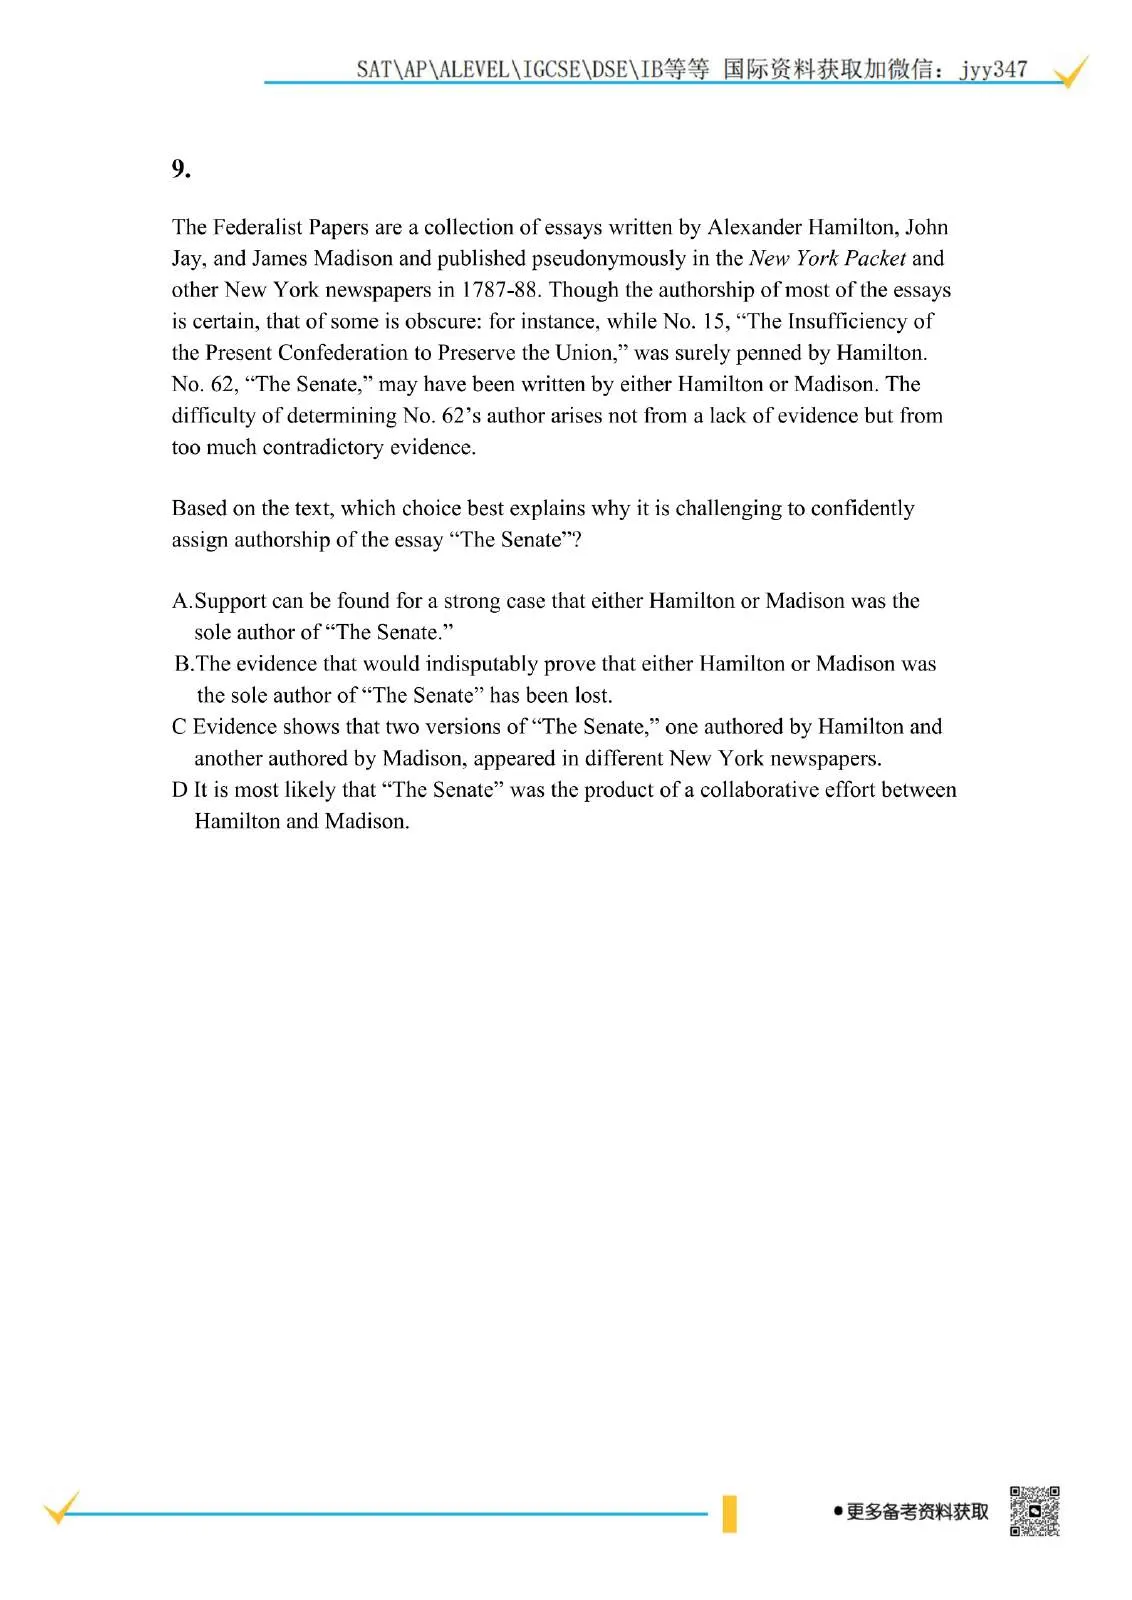 SAT\AP\ALEVEL\IGCSE\DSE\IB等等 国际资料获取加微信：jyy347
9.
The Federalist Papers are a collection of essays written by Alexander Hamilton, John
Jay, and James Madison and published pseudonymously in the New York Packet and
other New York newspapers in 1787-88. Though the authorship of most of the essays
is certain, that of some is obscure: for instance, while No. 15, “The Insufficiency of
the Present Confederation to Preserve the Union,” was surely penned by Hamilton.
No. 62, “The Senate,” may have been written by either Hamilton or Madison. The
difficulty of determining No. 62’s author arises not from a lack of evidence but from
too much contradictory evidence.
Based on the text, which choice best explains why it is challenging to confidently
assign authorship of the essay “The Senate”?
A.Support can be found for a strong case that either Hamilton or Madison was the
sole author of “The Senate.”
B.The evidence that would indisputably prove that either Hamilton or Madison was
the sole author of “The Senate” has been lost.
C Evidence shows that two versions of “The Senate,” one authored by Hamilton and
another authored by Madison, appeared in different New York newspapers.
D It is most likely that “The Senate” was the product of a collaborative effort between
Hamilton and Madison.
•更多备考资料获取